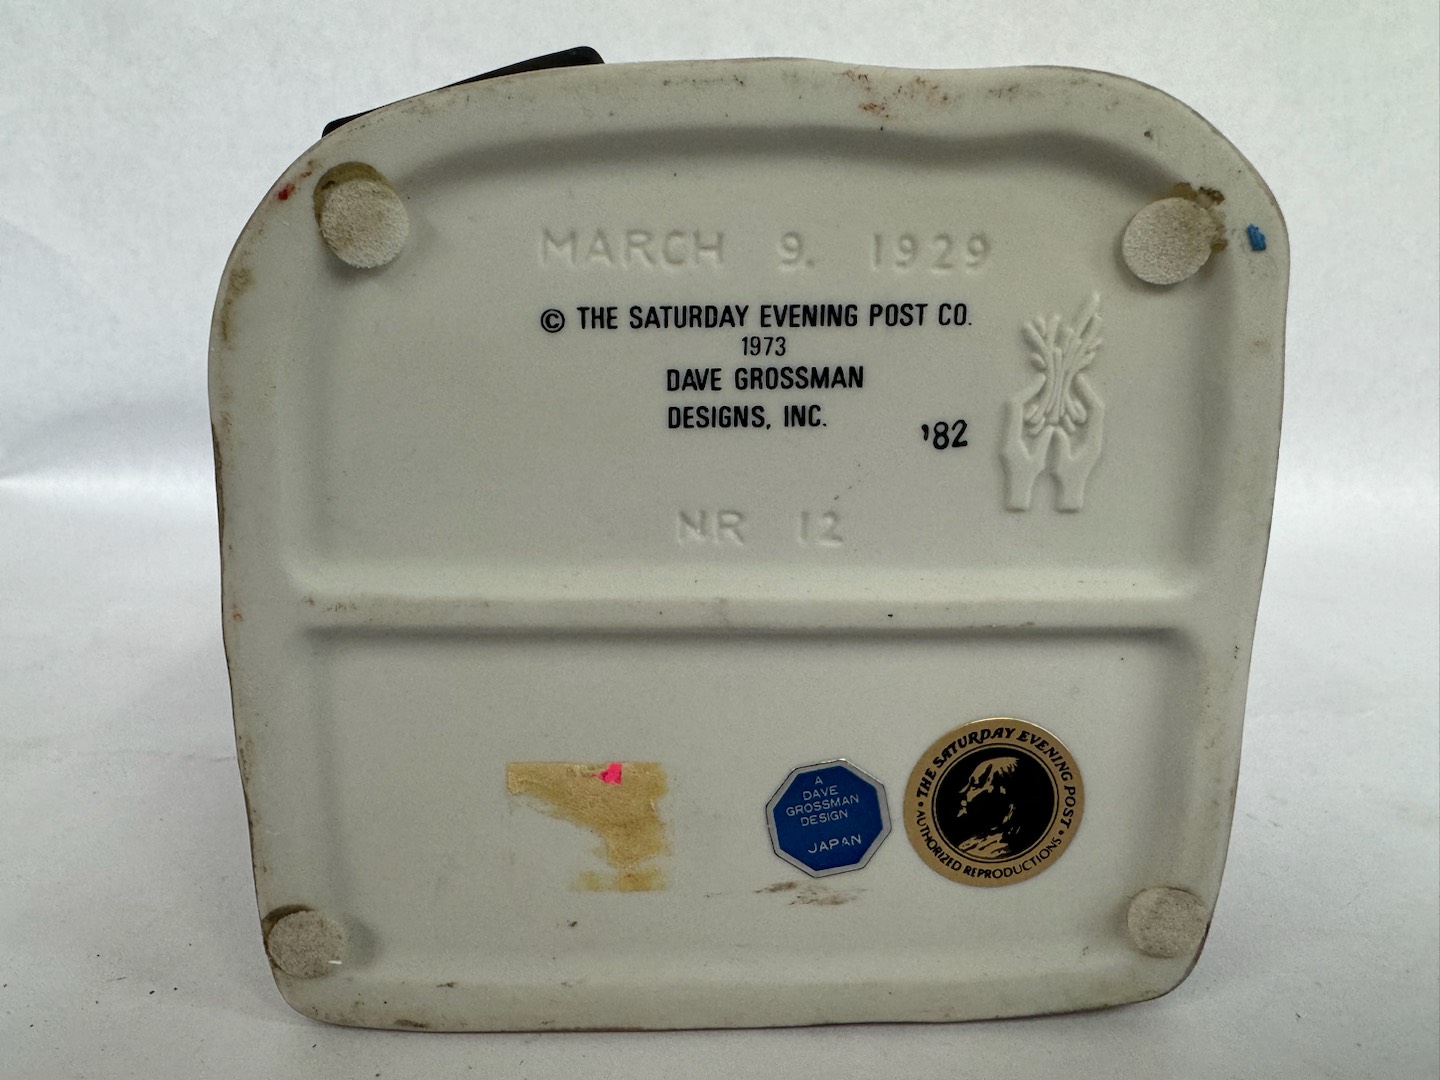 MARCH 9. 1929
© THE SATURDAY EVENING POST CO.
1973
DAVE GROSSMAN
DESIGNS, INC.
'82
NR 12
A
DAVE
GROSSMAN
DESIGN
JAPAN
THE SATURDAY EVENING POST
• AUTHORIZED REPRODUCTIONS •